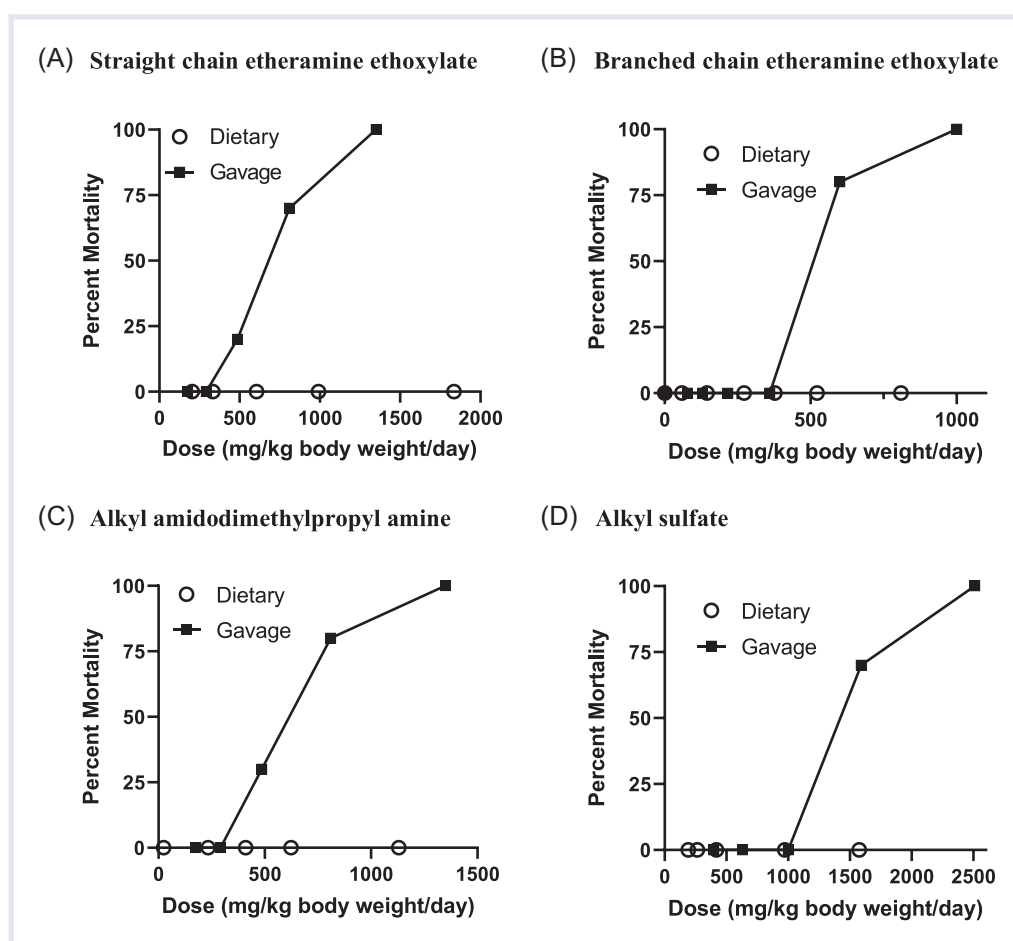 (A) Straight chain etheramine ethoxylate
100
75
50
25
0
Percent Mortality
Dietary
Gavage
0 500 1000 1500 2000
Dose (mg/kg body weight/day)
(B) Branched chain etheramine ethoxylate
100
75
50
25
0
Percent Mortality
Dietary
Gavage
0 500 1000
Dose (mg/kg body weight/day)
(C) Alkyl amidodimethylpropyl amine
100
75
50
25
0
Percent Mortality
Dietary
Gavage
0 500 1000 1500
Dose (mg/kg body weight/day)
(D) Alkyl sulfate
100
75
50
25
0
Percent Mortality
Dietary
Gavage
0 500 1000 1500 2000 2500
Dose (mg/kg body weight/day)